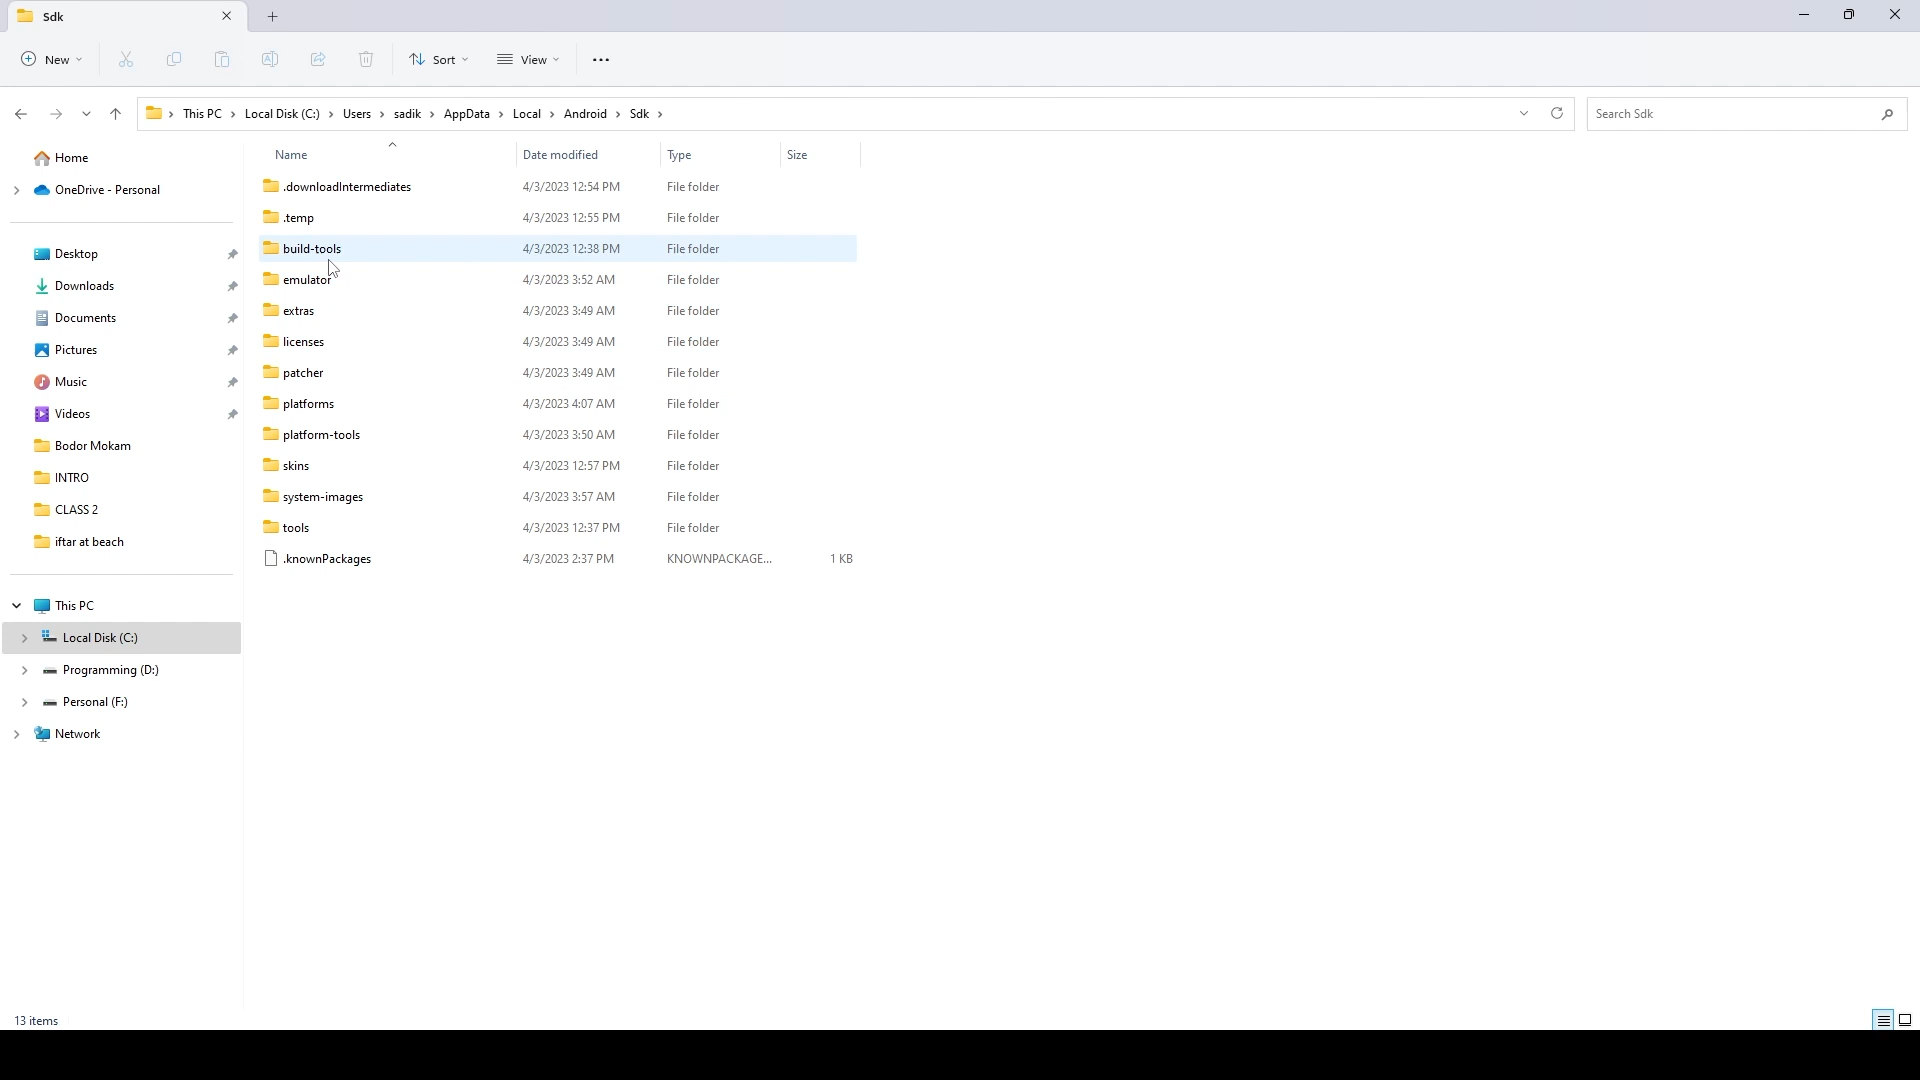 Sdk
New
Sort
View
This PC > Local Disk (C:) > Users > sadik > AppData > Local > Android > Sdk >
Search Sdk
Home
OneDrive - Personal
Desktop
Downloads
Documents
Pictures
Music
Videos
Bodor Mokam
INTRO
CLASS 2
iftar at beach
This PC
Local Disk (C:)
Programming (D:)
Personal (F:)
Network
Name Date modified Type Size
.downloadIntermediates 4/3/2023 12:54 PM File folder
.temp 4/3/2023 12:55 PM File folder
build-tools 4/3/2023 12:38 PM File folder
emulator 4/3/2023 3:52 AM File folder
extras 4/3/2023 3:49 AM File folder
licenses 4/3/2023 3:49 AM File folder
patcher 4/3/2023 3:49 AM File folder
platforms 4/3/2023 4:07 AM File folder
platform-tools 4/3/2023 3:50 AM File folder
skins 4/3/2023 12:57 PM File folder
system-images 4/3/2023 3:57 AM File folder
tools 4/3/2023 12:37 PM File folder
.knownPackages 4/3/2023 2:37 PM KNOWNPACKAGE... 1 KB
13 items